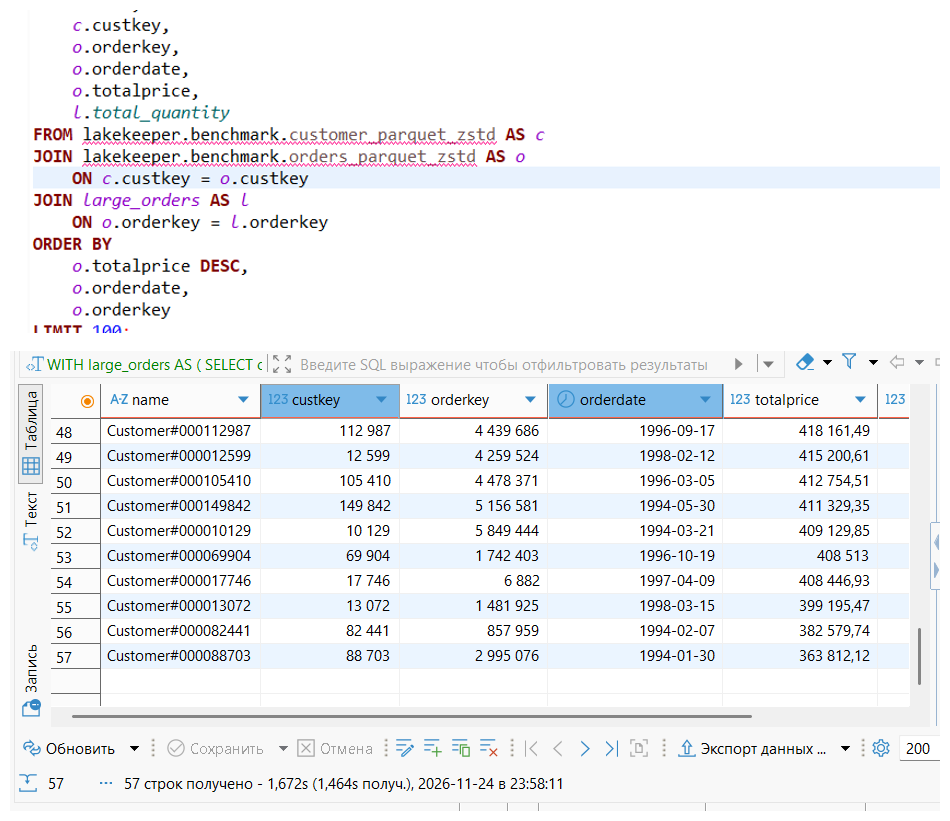 c.custkey,
o.orderkey,
o.orderdate,
o.totalprice,
l.total_quantity
FROM lakekeeper.benchmark.customer_parquet_zstd AS c
JOIN lakekeeper.benchmark.orders_parquet_zstd AS o
ON c.custkey = o.custkey
JOIN large_orders AS l
ON o.orderkey = l.orderkey
ORDER BY
o.totalprice DESC,
o.orderdate,
o.orderkey
LIMIT 100;
WITH large_orders AS ( SELECT Введите SQL выражение чтобы отфильтровать результаты
Таблица
Текст
Запись
A-Z name 123 custkey 123 orderkey orderdate 123 totalprice 123
48 Customer#000112987 112 987 4 439 686 1996-09-17 418 161,49
49 Customer#000012599 12 599 4 259 524 1998-02-12 415 200,61
50 Customer#000105410 105 410 4 478 371 1996-03-05 412 754,51
51 Customer#000149842 149 842 5 156 581 1994-05-30 411 329,35
52 Customer#000010129 10 129 5 849 444 1994-03-21 409 129,85
53 Customer#000069904 69 904 1 742 403 1996-10-19 408 513
54 Customer#000017746 17 746 6 882 1997-04-09 408 446,93
55 Customer#000013072 13 072 1 481 925 1998-03-15 399 195,47
56 Customer#000082441 82 441 857 959 1994-02-07 382 579,74
57 Customer#000088703 88 703 2 995 076 1994-01-30 363 812,12
Обновить Сохранить Отмена Экспорт данных ... 200
57 ··· 57 строк получено - 1,672s (1,464s получ.), 2026-11-24 в 23:58:11